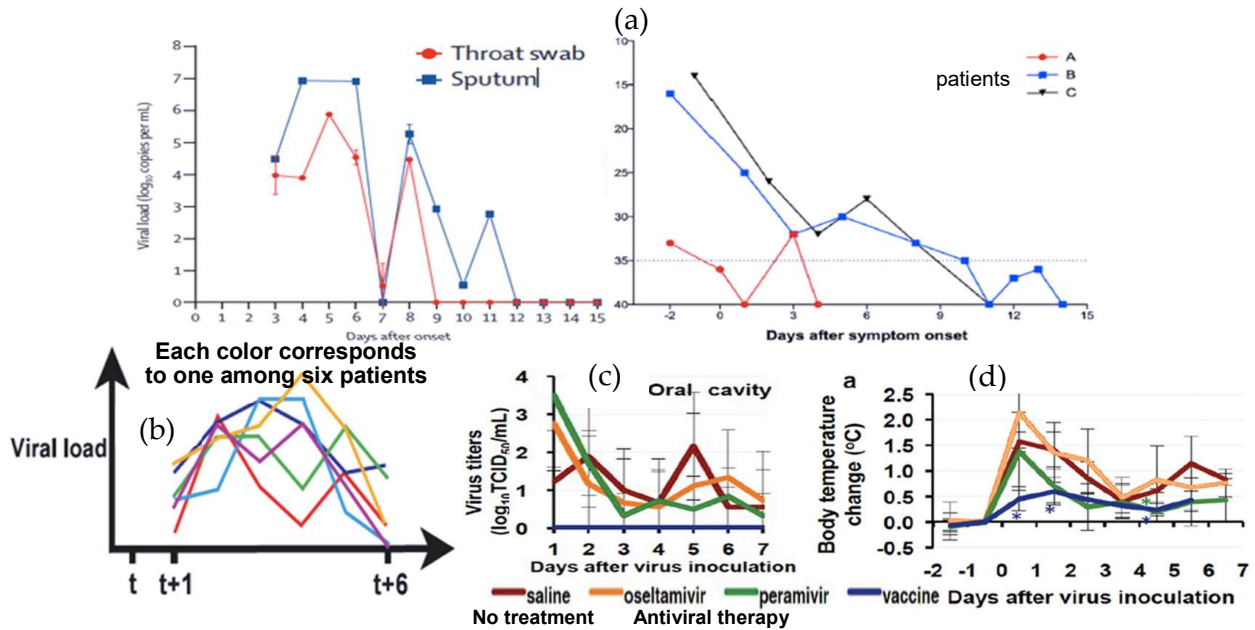 (a)
8
7
6
5
4
3
2
1
0
Viral load (log10 copies per mL)
Throat swab
Sputum
0 1 2 3 4 5 6 7 8 9 10 11 12 13 14 15
Days after onset
10
15
20
25
30
35
40
patients
A
B
C
-2 0 3 6 9 12 15
Days after symptom onset
Each color corresponds
to one among six patients
(b)
Viral load
t t+1 t+6
(c)
Oral cavity
4
3
2
1
0
Virus titers
(log10TCID50/mL)
1 2 3 4 5 6 7
Days after virus inoculation
a
(d)
2.5
2.0
1.5
1.0
0.5
0.0
-0.5
Body temperature
change (°C)
* * * *
-2 -1 0 1 2 3 4 5 6 7
Days after virus inoculation
saline oseltamivir peramivir vaccine
No treatment Antiviral therapy